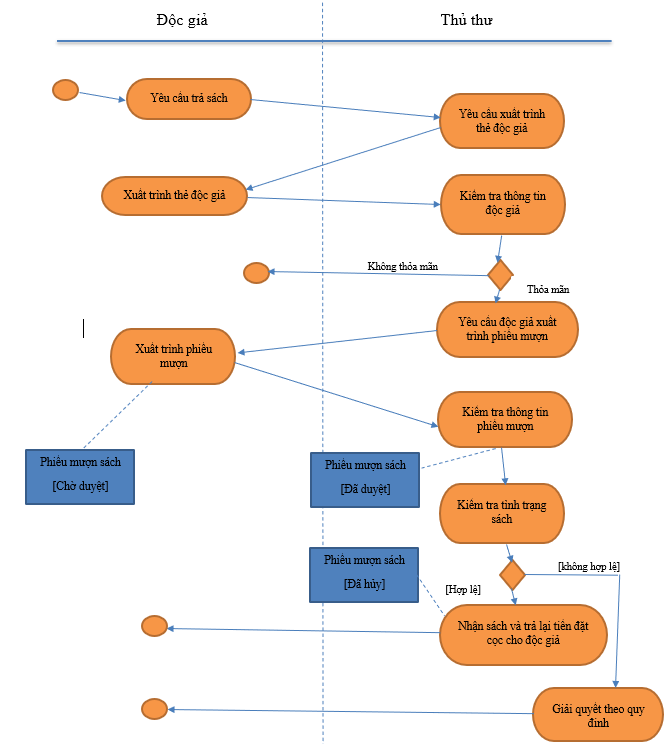 Độc giả
Thủ thư
Yêu cầu trả sách
Yêu cầu xuất trình
thẻ độc giả
Xuất trình thẻ độc giả
Kiểm tra thông tin
độc giả
Không thỏa mãn
Thỏa mãn
Yêu cầu độc giả xuất
trình phiếu mượn
Xuất trình phiếu
mượn
Kiểm tra thông tin
phiếu mượn
Phiếu mượn sách
[Chờ duyệt]
Phiếu mượn sách
[Đã duyệt]
Kiểm tra tình trạng
sách
Phiếu mượn sách
[Đã hủy]
[không hợp lệ]
[Hợp lệ]
Nhận sách và trả lại tiền đặt
cọc cho độc giả
Giải quyết theo quy
định